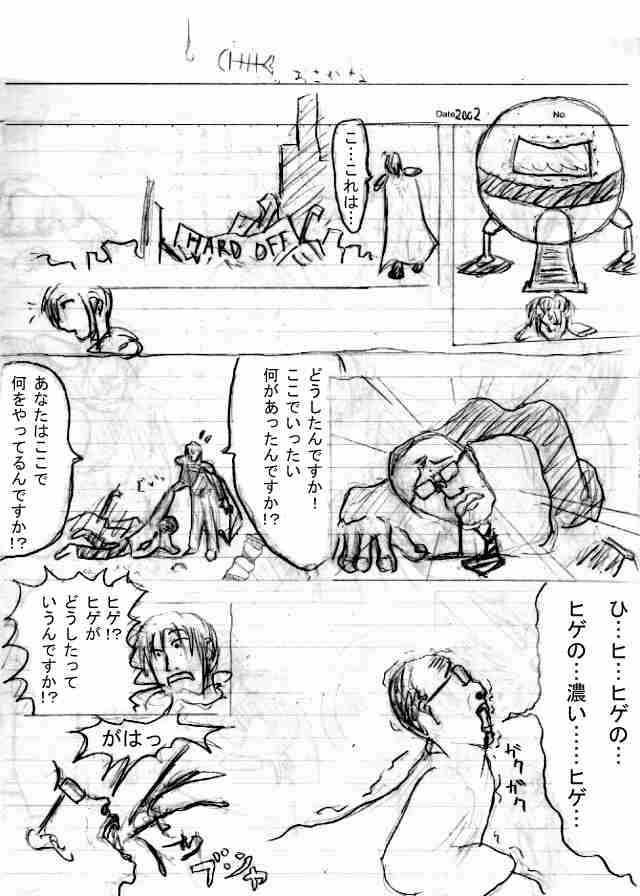 おさかな
Date 2002
No.
こ…これは…
HARD OFF
どうしたんですか!
ここでいったい
何があったんですか!?
あなたはここで
何をやってるんですか!?
ひ…ヒ…ヒゲの…
ヒゲの…濃い……ヒゲ…
ガクガク
ヒゲ!?
ヒゲが
どうしたって
いうんですか!?
がはっ
ブシャ